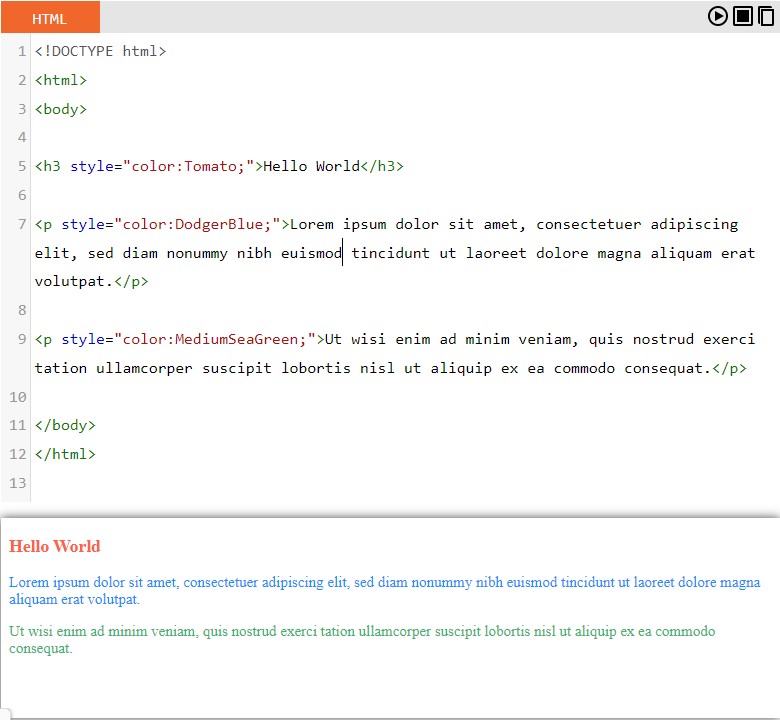 HTML
1 <!DOCTYPE html>
2 <html>
3 <body>
4
5 <h3 style="color:Tomato;">Hello World</h3>
6
7 <p style="color:DodgerBlue;">Lorem ipsum dolor sit amet, consectetuer adipiscing
elit, sed diam nonummy nibh euismod tincidunt ut laoreet dolore magna aliquam erat
volutpat.</p>
8
9 <p style="color:MediumSeaGreen;">Ut wisi enim ad minim veniam, quis nostrud exerci
tation ullamcorper suscipit lobortis nisl ut aliquip ex ea commodo consequat.</p>
10
11 </body>
12 </html>
13
Hello World
Lorem ipsum dolor sit amet, consectetuer adipiscing elit, sed diam nonummy nibh euismod tincidunt ut laoreet dolore magna
aliquam erat volutpat.
Ut wisi enim ad minim veniam, quis nostrud exerci tation ullamcorper suscipit lobortis nisl ut aliquip ex ea commodo
consequat.